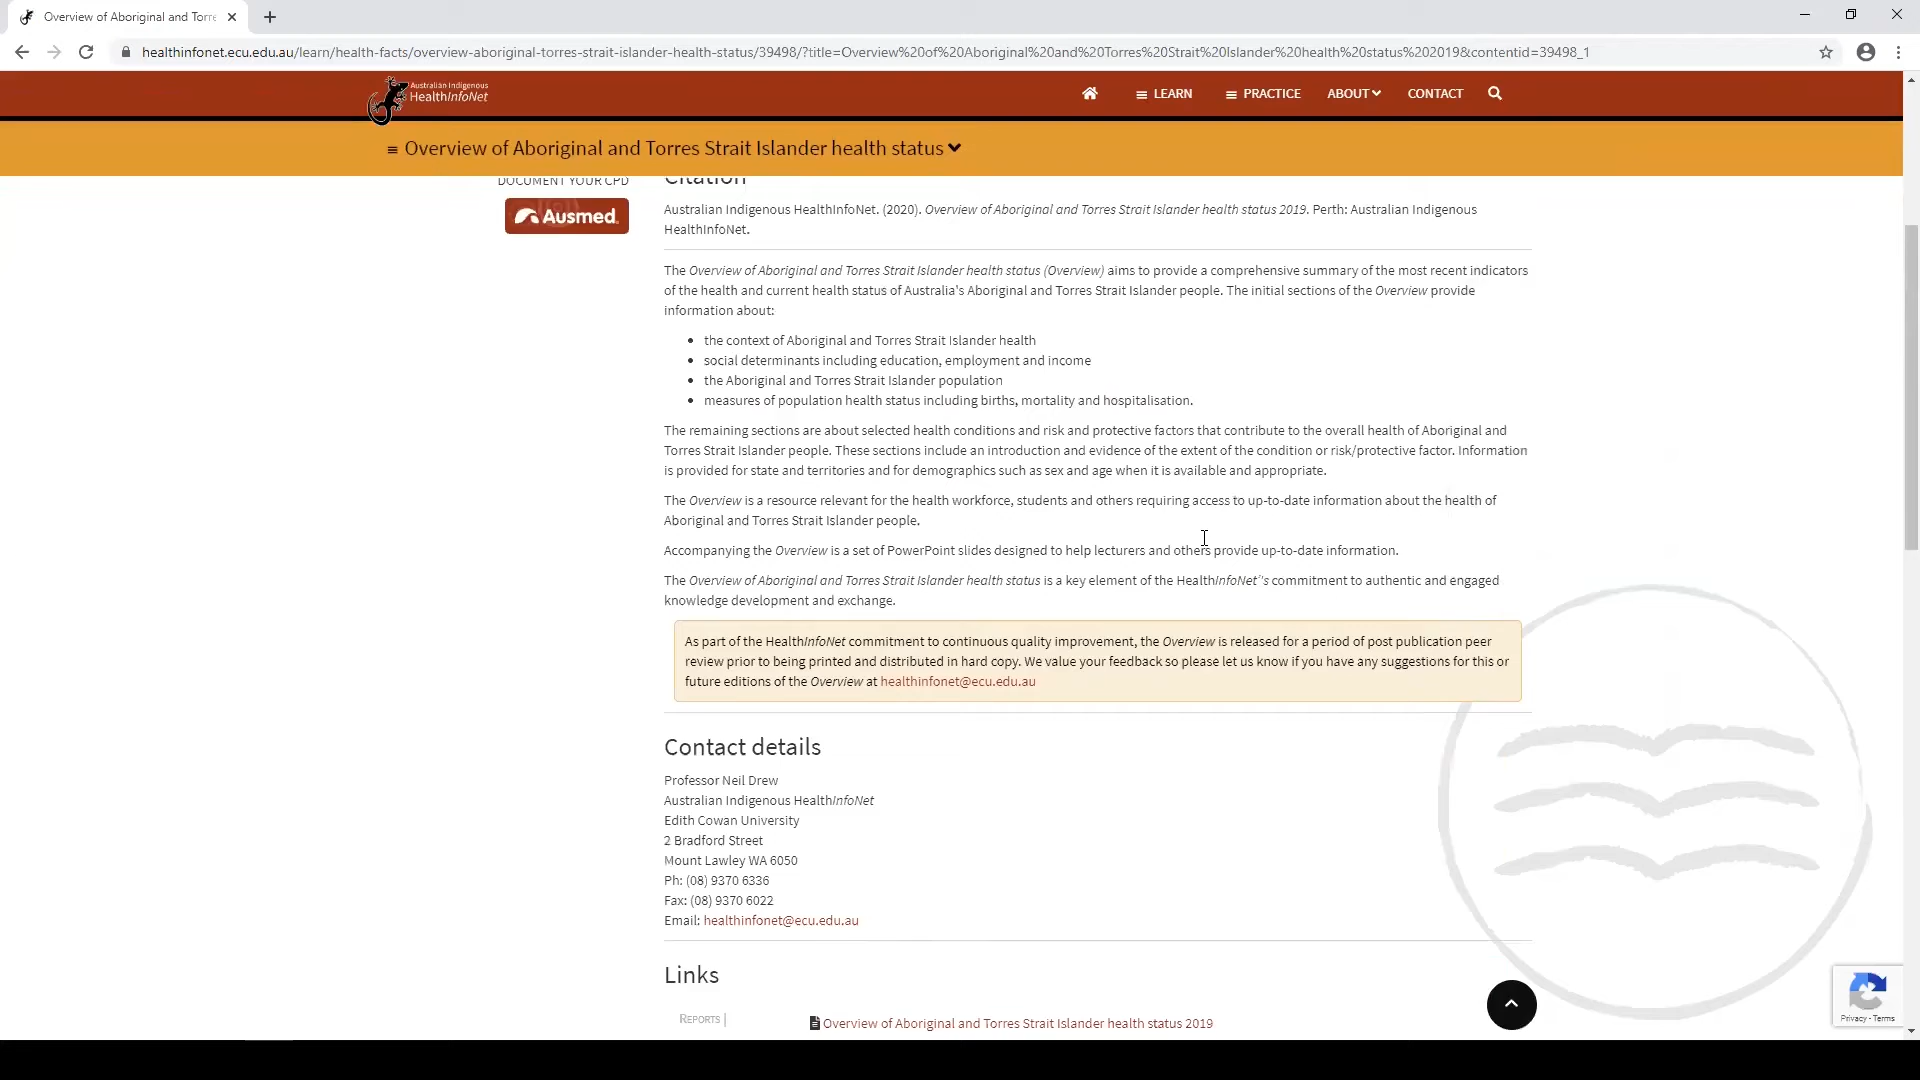 Overview of Aboriginal and Torre
healthinfonet.ecu.edu.au/learn/health-facts/overview-aboriginal-torres-strait-islander-health-status/39498/?title=Overview%20of%20Aboriginal%20and%20Torres%20Strait%20Islander%20health%20status%202019&contentid=39498_1
Australian Indigenous
HealthInfoNet
LEARN
PRACTICE
ABOUT
CONTACT
Overview of Aboriginal and Torres Strait Islander health status
DOCUMENT YOUR CPD
Ausmed.
Citation
Australian Indigenous HealthInfoNet. (2020). Overview of Aboriginal and Torres Strait Islander health status 2019. Perth: Australian Indigenous
HealthInfoNet.
The Overview of Aboriginal and Torres Strait Islander health status (Overview) aims to provide a comprehensive summary of the most recent indicators
of the health and current health status of Australia's Aboriginal and Torres Strait Islander people. The initial sections of the Overview provide
information about:
• the context of Aboriginal and Torres Strait Islander health
• social determinants including education, employment and income
• the Aboriginal and Torres Strait Islander population
• measures of population health status including births, mortality and hospitalisation.
The remaining sections are about selected health conditions and risk and protective factors that contribute to the overall health of Aboriginal and
Torres Strait Islander people. These sections include an introduction and evidence of the extent of the condition or risk/protective factor. Information
is provided for state and territories and for demographics such as sex and age when it is available and appropriate.
The Overview is a resource relevant for the health workforce, students and others requiring access to up-to-date information about the health of
Aboriginal and Torres Strait Islander people.
Accompanying the Overview is a set of PowerPoint slides designed to help lecturers and others provide up-to-date information.
The Overview of Aboriginal and Torres Strait Islander health status is a key element of the HealthInfoNet's commitment to authentic and engaged
knowledge development and exchange.
As part of the HealthInfoNet commitment to continuous quality improvement, the Overview is released for a period of post publication peer
review prior to being printed and distributed in hard copy. We value your feedback so please let us know if you have any suggestions for this or
future editions of the Overview at healthinfonet@ecu.edu.au
Contact details
Professor Neil Drew
Australian Indigenous HealthInfoNet
Edith Cowan University
2 Bradford Street
Mount Lawley WA 6050
Ph: (08) 9370 6336
Fax: (08) 9370 6022
Email: healthinfonet@ecu.edu.au
Links
REPORTS |
Overview of Aboriginal and Torres Strait Islander health status 2019
Privacy - Terms